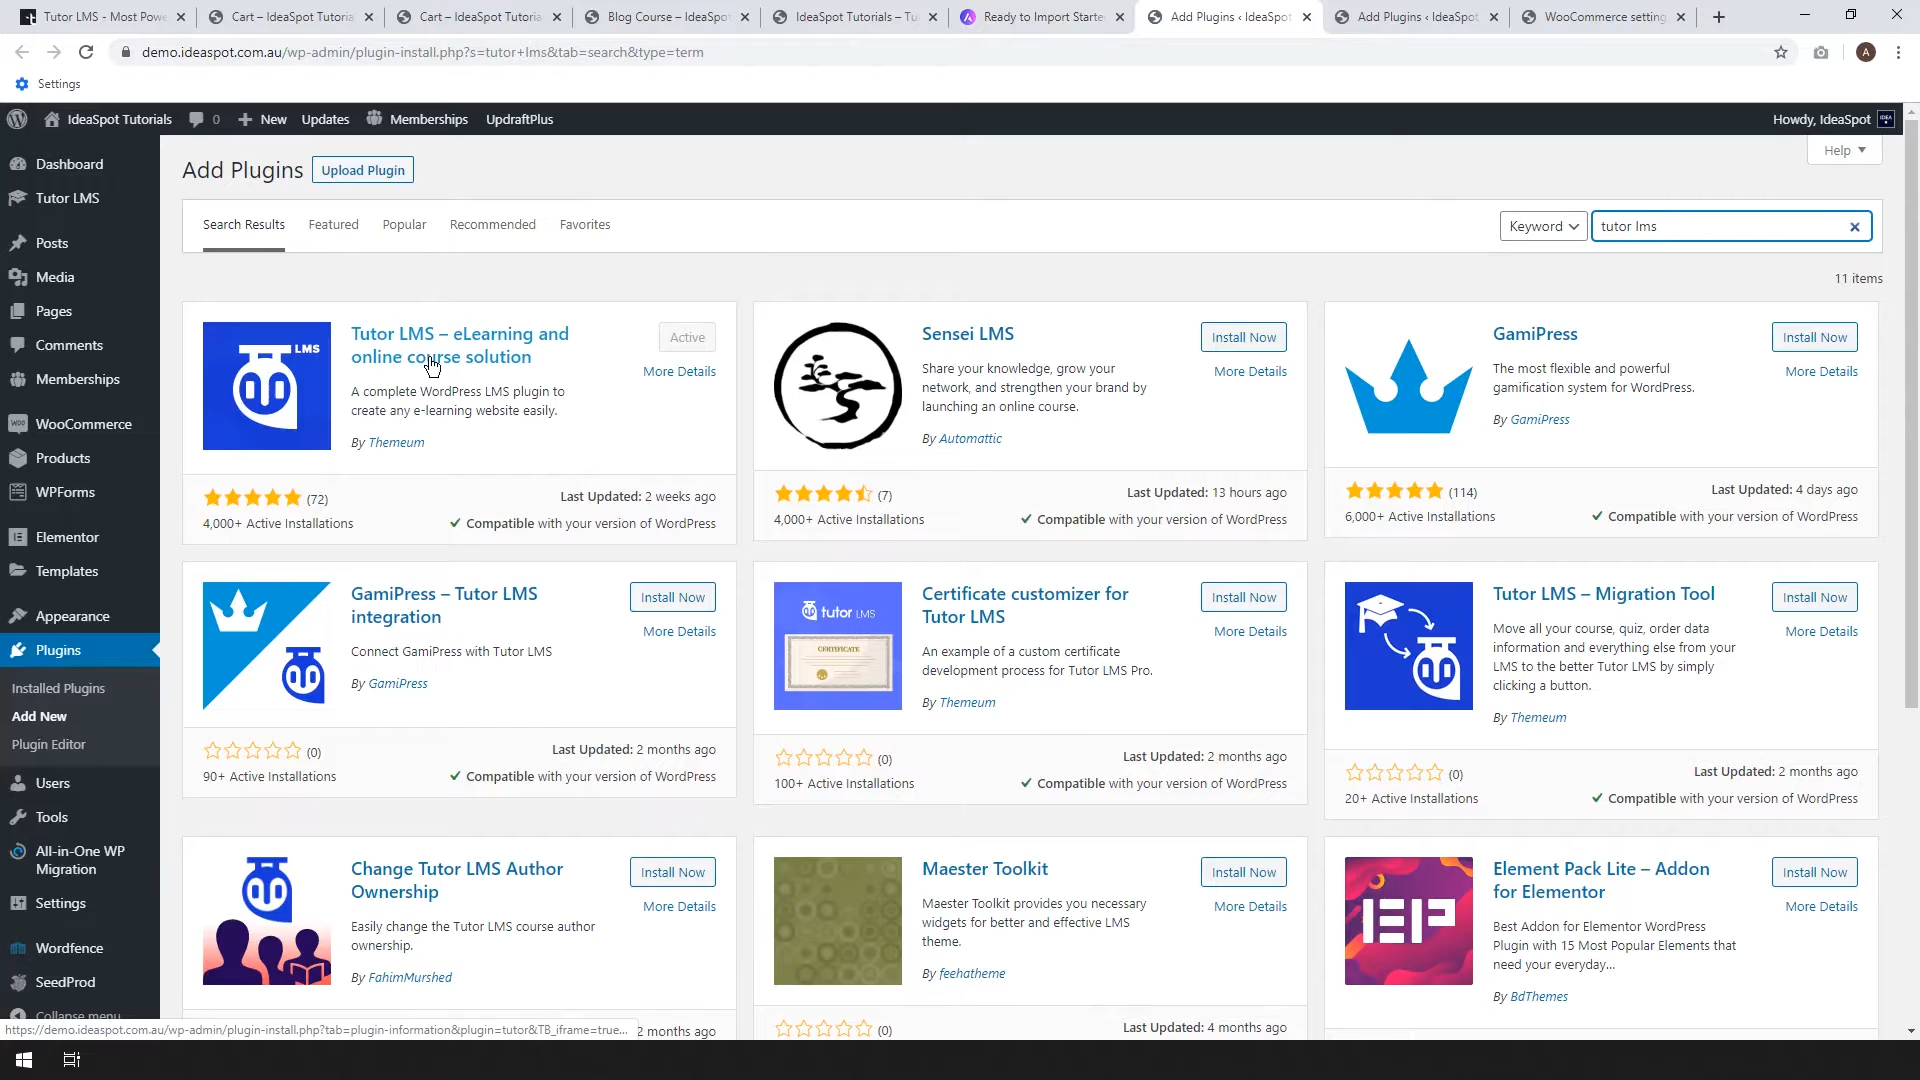 Tutor LMS - Most Powe
Cart – IdeaSpot Tutoria
Cart – IdeaSpot Tutoria
Blog Course – IdeaSpot
IdeaSpot Tutorials – Tu
Ready to Import Starte
Add Plugins ‹ IdeaSpot
Add Plugins ‹ IdeaSpot
WooCommerce setting
demo.ideaspot.com.au/wp-admin/plugin-install.php?s=tutor+lms&tab=search&type=term
A
Settings
IdeaSpot Tutorials
0
New
Updates
Memberships
UpdraftPlus
Howdy, IdeaSpot
Dashboard
Tutor LMS
Posts
Media
Pages
Comments
Memberships
WooCommerce
Products
WPForms
Elementor
Templates
Appearance
Plugins
Installed Plugins
Add New
Plugin Editor
Users
Tools
All-in-One WP
Migration
Settings
Wordfence
SeedProd
Collapse menu
Help
Add Plugins
Upload Plugin
Search Results
Featured
Popular
Recommended
Favorites
Keyword
tutor lms
11 items
LMS
Tutor LMS – eLearning and
online course solution
Active
More Details
A complete WordPress LMS plugin to
create any e-learning website easily.
By Themeum
(72)
Last Updated: 2 weeks ago
4,000+ Active Installations
Compatible with your version of WordPress
Sensei LMS
Install Now
More Details
Share your knowledge, grow your
network, and strengthen your brand by
launching an online course.
By Automattic
(7)
Last Updated: 13 hours ago
4,000+ Active Installations
Compatible with your version of WordPress
GamiPress
Install Now
More Details
The most flexible and powerful
gamification system for WordPress.
By GamiPress
(114)
Last Updated: 4 days ago
6,000+ Active Installations
Compatible with your version of WordPress
GamiPress – Tutor LMS
integration
Install Now
More Details
Connect GamiPress with Tutor LMS
By GamiPress
(0)
Last Updated: 2 months ago
90+ Active Installations
Compatible with your version of WordPress
tutor LMS
CERTIFICATE
Certificate customizer for
Tutor LMS
Install Now
More Details
An example of a custom certificate
development process for Tutor LMS Pro.
By Themeum
(0)
Last Updated: 2 months ago
100+ Active Installations
Compatible with your version of WordPress
Tutor LMS – Migration Tool
Install Now
More Details
Move all your course, quiz, order data
information and everything else from your
LMS to the better Tutor LMS by simply
clicking a button.
By Themeum
(0)
Last Updated: 2 months ago
20+ Active Installations
Compatible with your version of WordPress
Change Tutor LMS Author
Ownership
Install Now
More Details
Easily change the Tutor LMS course author
ownership.
By FahimMurshed
2 months ago
Maester Toolkit
Install Now
More Details
Maester Toolkit provides you necessary
widgets for better and effective LMS
theme.
By feehatheme
(0)
Last Updated: 4 months ago
Element Pack Lite – Addon
for Elementor
Install Now
More Details
Best Addon for Elementor WordPress
Plugin with 15 Most Popular Elements that
need your everyday...
By BdThemes
https://demo.ideaspot.com.au/wp-admin/plugin-install.php?tab=plugin-information&plugin=tutor&TB_iframe=true...